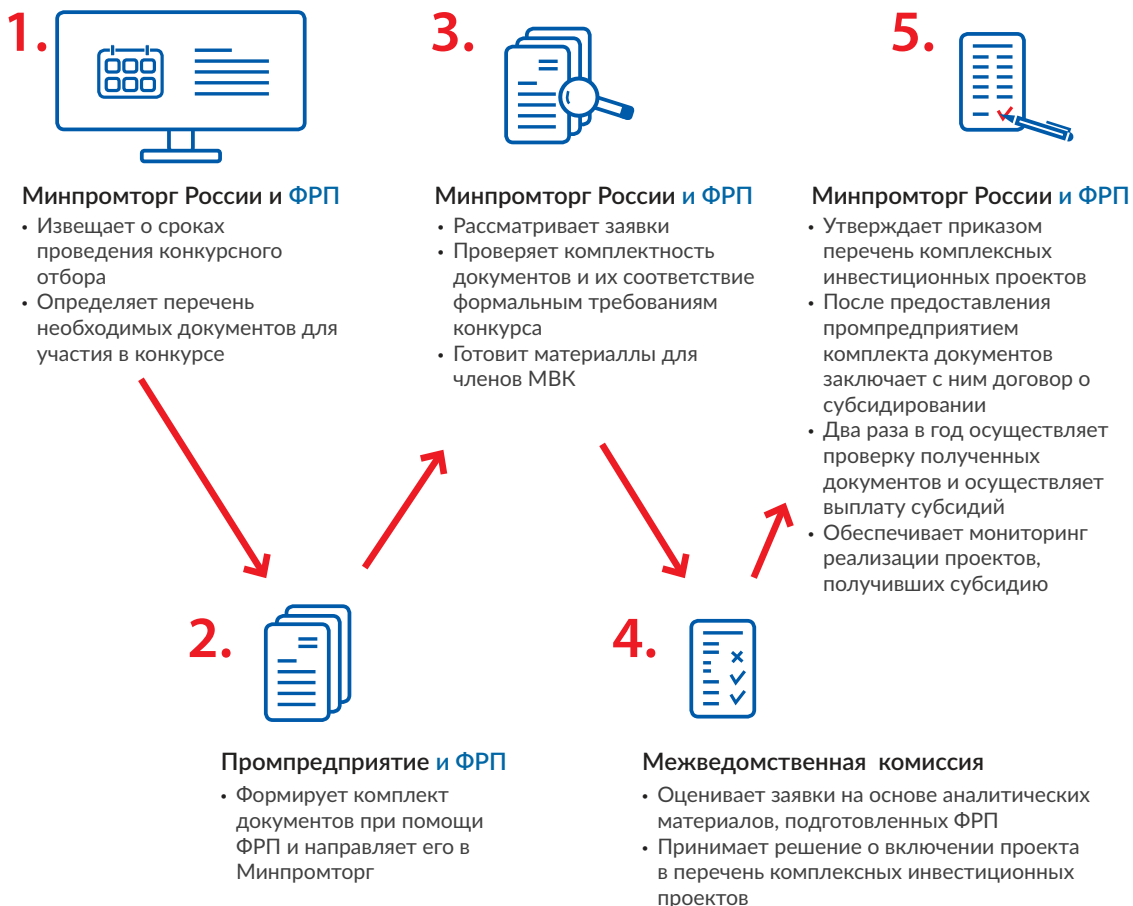 1.
Минпромторг России и ФРП
• Извещает о сроках
проведения конкурсного
отбора
• Определяет перечень
необходимых документов для
участия в конкурсе
2.
Промпредприятие и ФРП
• Формирует комплект
документов при помощи
ФРП и направляет его в
Минпромторг
3.
Минпромторг России и ФРП
• Рассматривает заявки
• Проверяет комплектность
документов и их соответствие
формальным требованиям
конкурса
• Готовит материаллы для
членов МВК
4.
Межведомственная комиссия
• Оценивает заявки на основе аналитических
материалов, подготовленных ФРП
• Принимает решение о включении проекта
в перечень комплексных инвестиционных
проектов
5.
Минпромторг России и ФРП
• Утверждает приказом
перечень комплексных
инвестиционных проектов
• После предоставления
промпредприятием
комплекта документов
заключает с ним договор о
субсидировании
• Два раза в год осуществляет
проверку полученных
документов и осуществляет
выплату субсидий
• Обеспечивает мониторинг
реализации проектов,
получивших субсидию